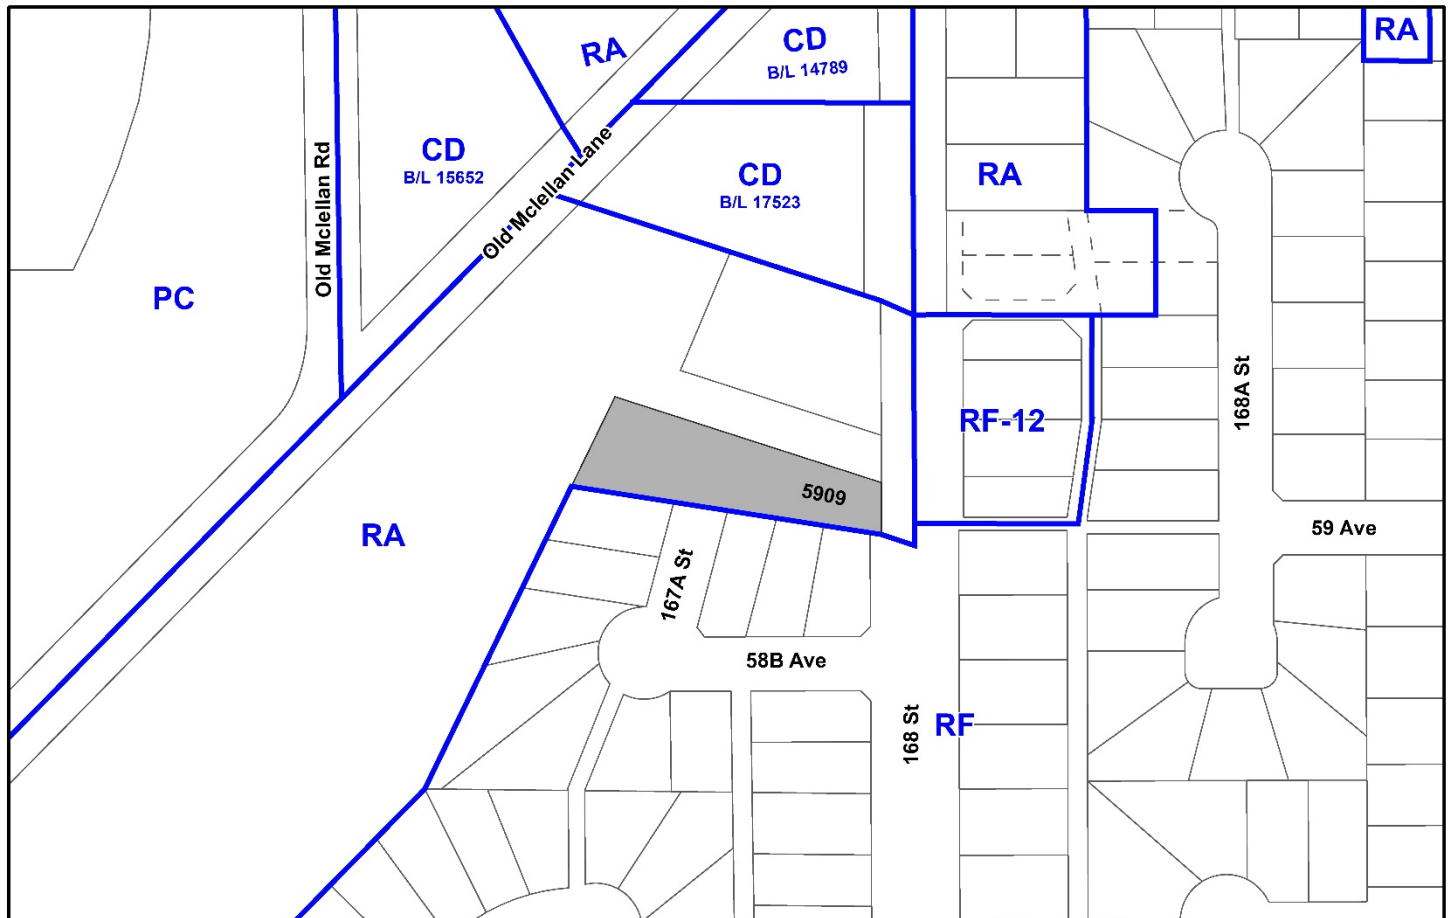 RA
CD
B/L 14789
RA
CD
B/L 15652
Old Mclellan Rd
Old Mclellan Lane
CD
B/L 17523
RA
PC
168A St
RF-12
5909
RA
59 Ave
167A St
58B Ave
168 St
RF